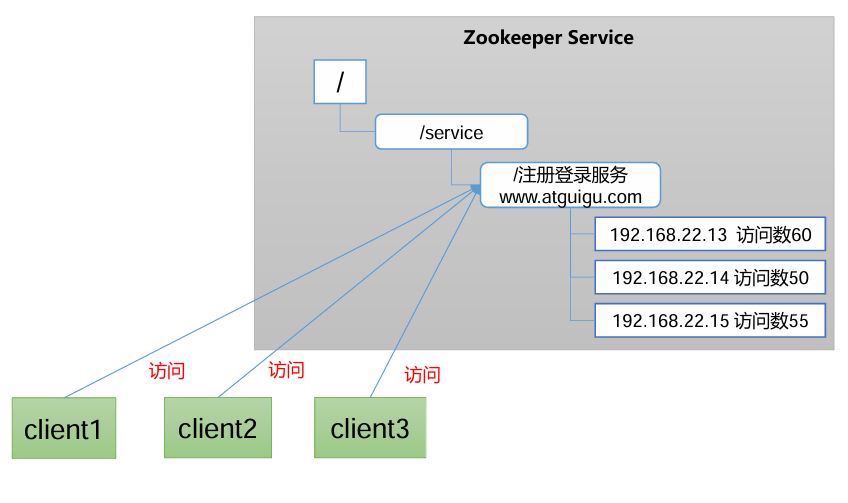 Zookeeper Service
/
/service
/注册登录服务
www.atguigu.com
192.168.22.13 访问数60
192.168.22.14 访问数50
192.168.22.15 访问数55
访问
访问
访问
client1
client2
client3